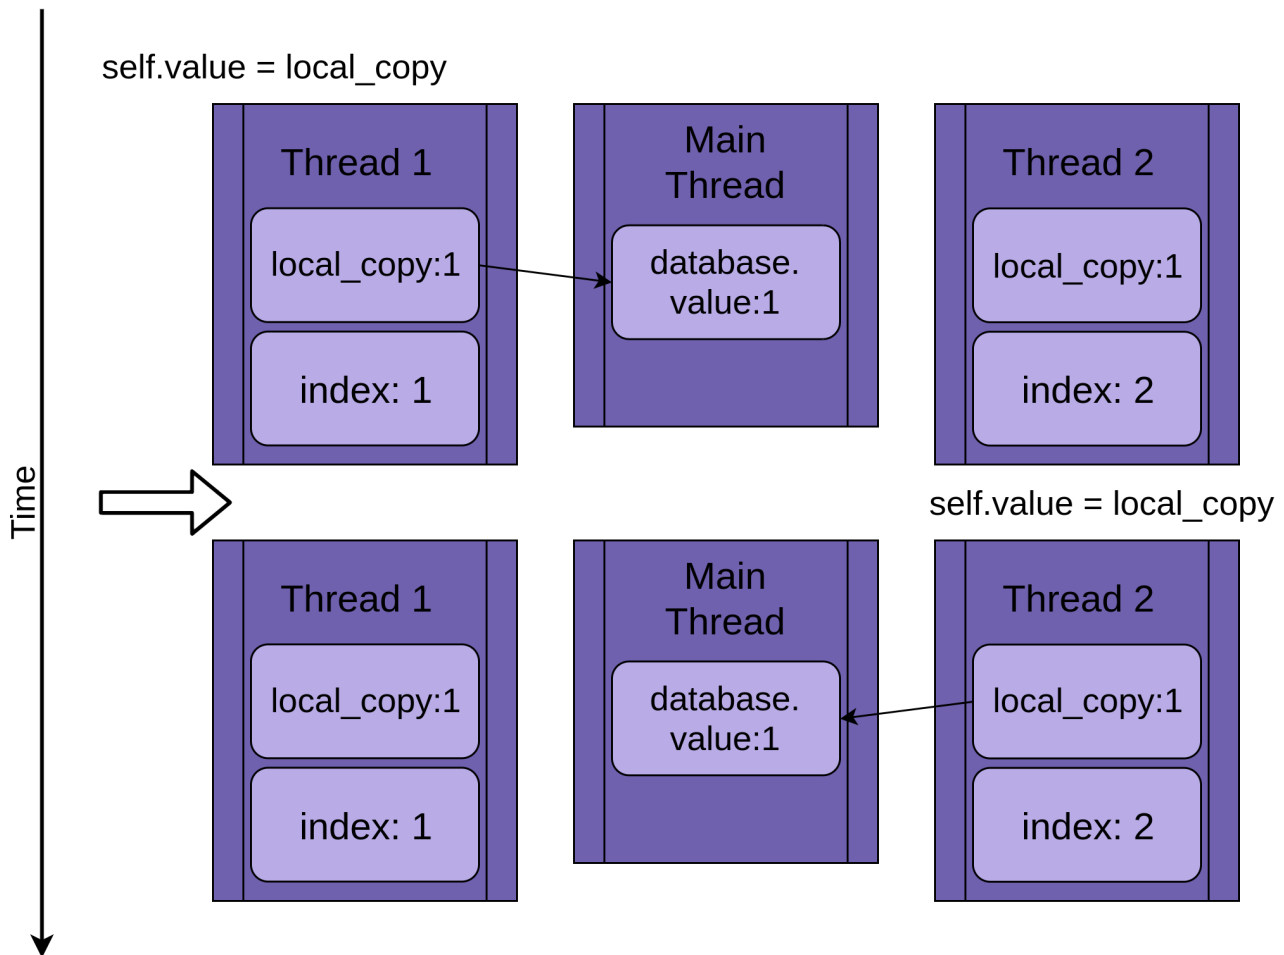 self.value = local_copy
Thread 1
local_copy:1
index: 1
Main
Thread
database.
value:1
Thread 2
local_copy:1
index: 2
Time
self.value = local_copy
Thread 1
local_copy:1
index: 1
Main
Thread
database.
value:1
Thread 2
local_copy:1
index: 2